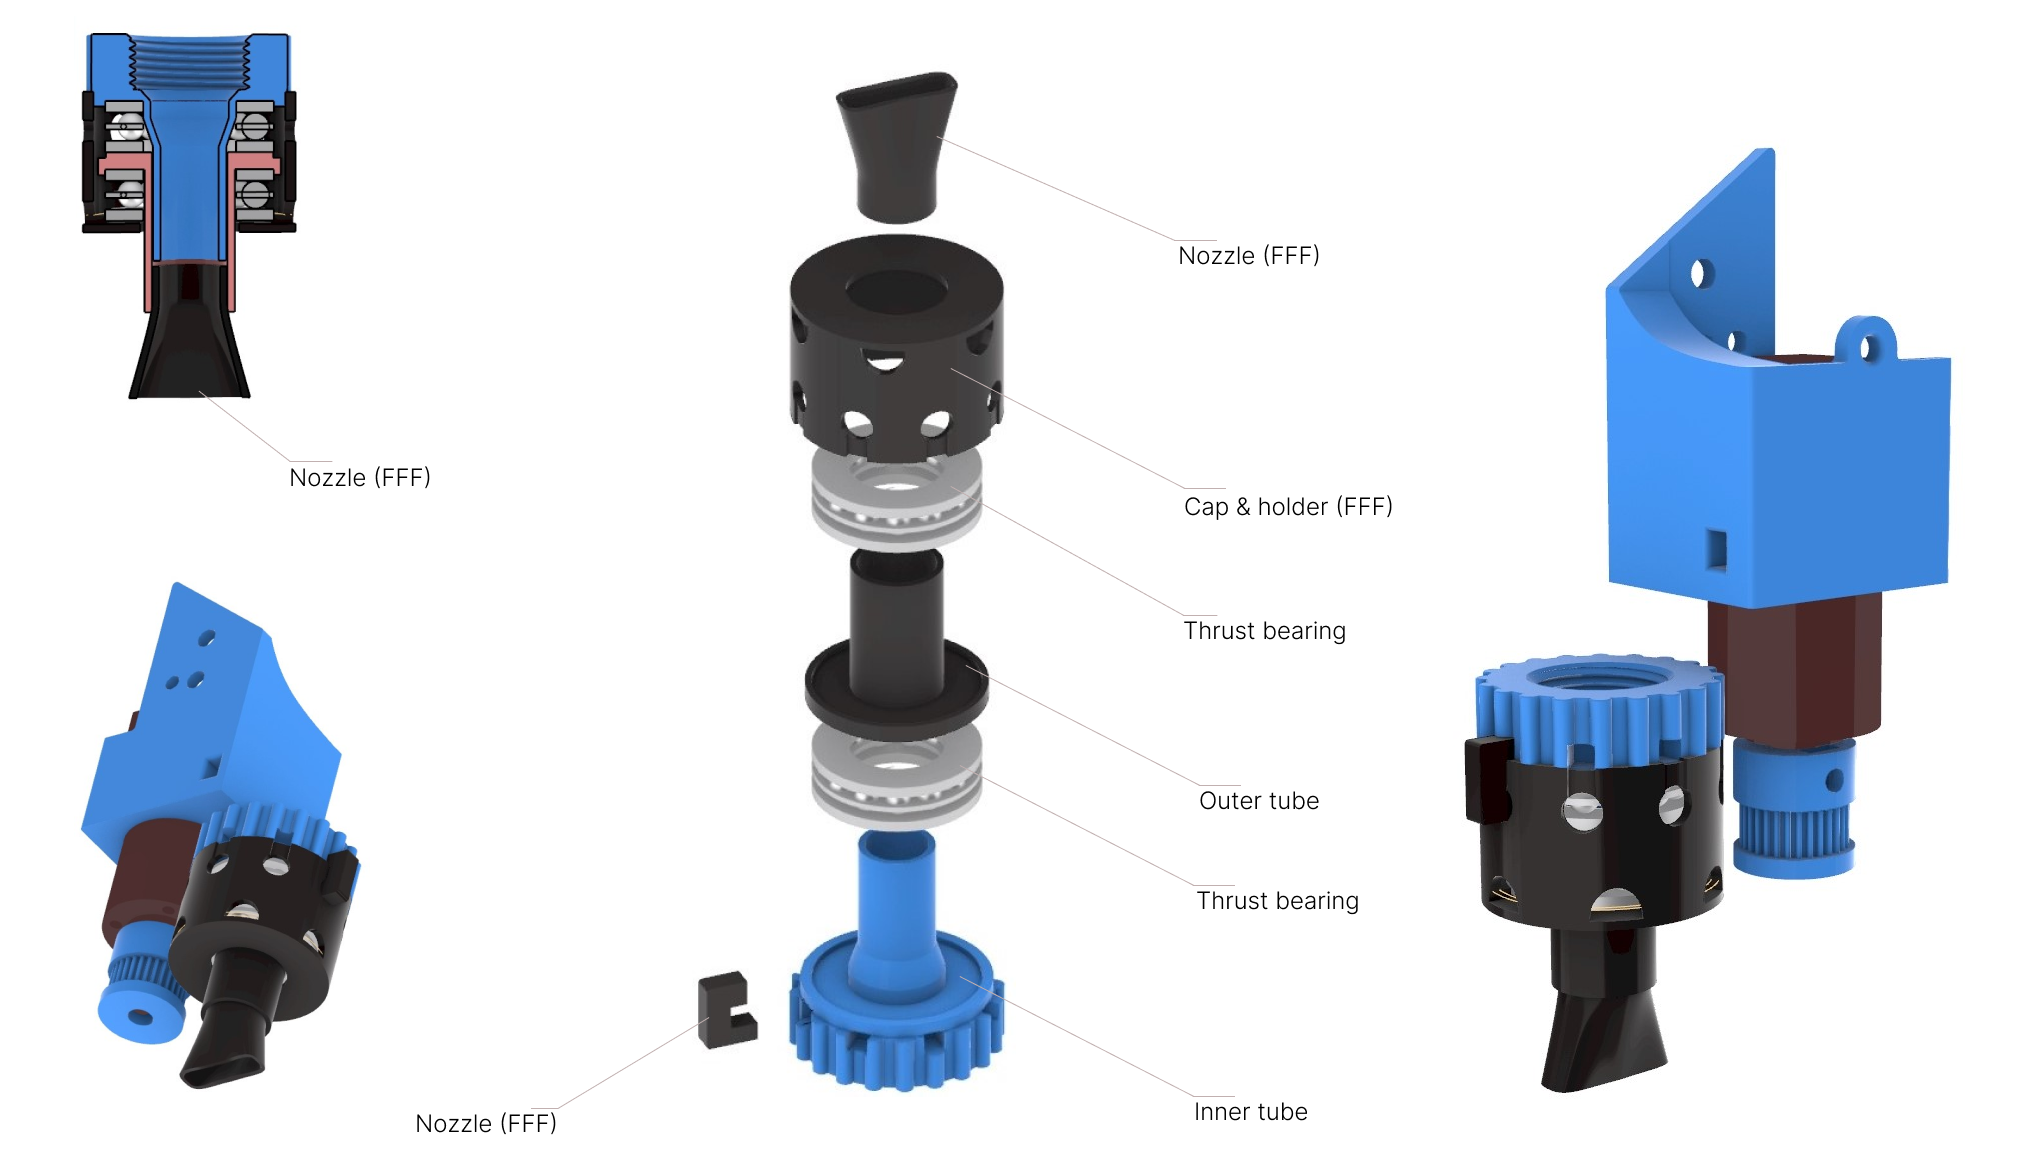 Nozzle (FFF)
Nozzle (FFF)
Cap & holder (FFF)
Thrust bearing
Outer tube
Thrust bearing
Inner tube
Nozzle (FFF)